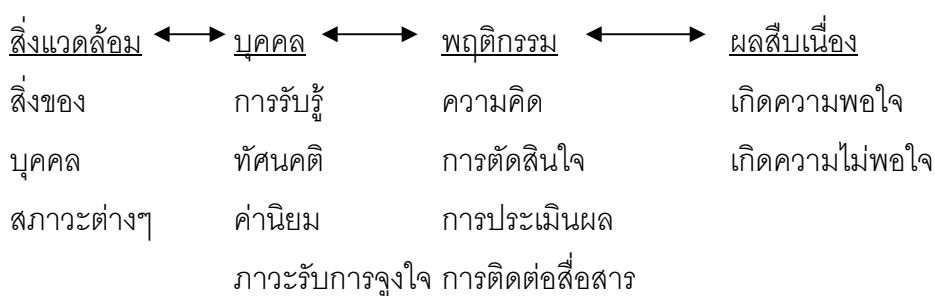 สิ่งแวดล้อม บุคคล พฤติกรรม ผลสืบเนื่อง
สิ่งของ การรับรู้ ความคิด เกิดความพอใจ
บุคคล ทัศนคติ การตัดสินใจ เกิดความไม่พอใจ
สภาวะต่างๆ ค่านิยม การประเมินผล
ภาวะรับการจูงใจ การติดต่อสื่อสาร